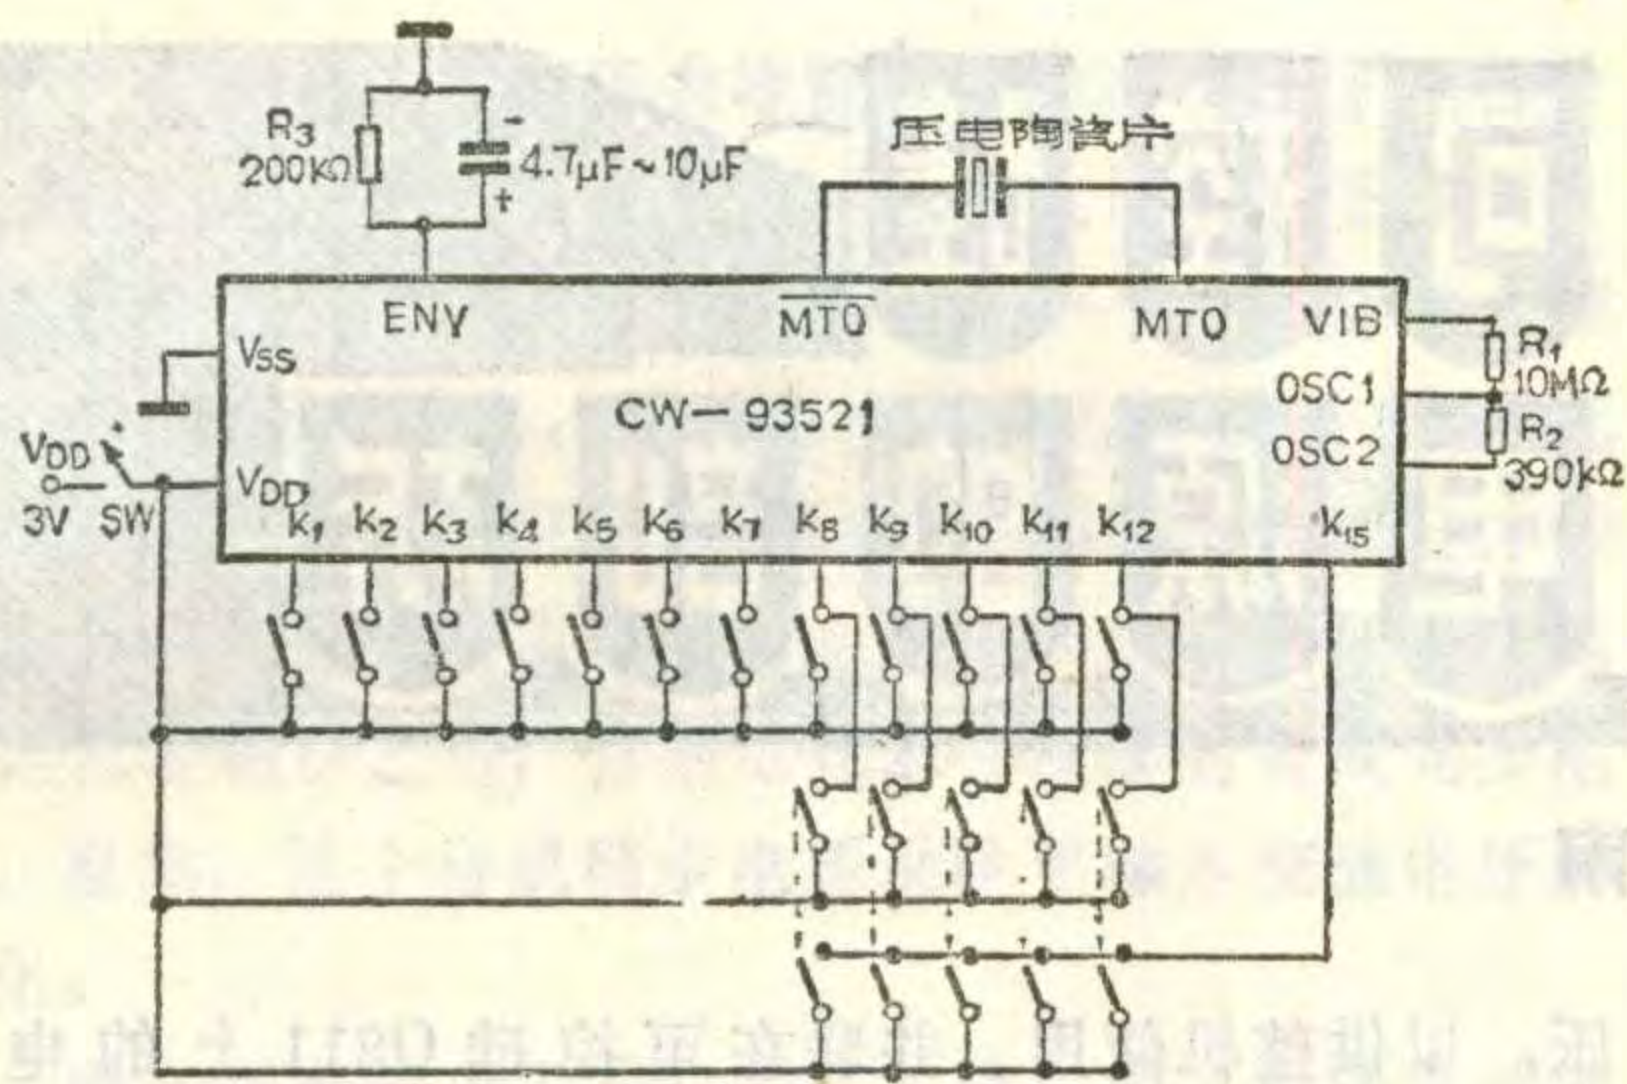 R3
200kΩ
-
4.7μF~10μF
+
压电陶瓷片
ENV
MTO
MTO
VIB
VSS
OSC1
R1
10MΩ
CW-93521
OSC2
R2
390kΩ
VDD
3V SW
VDD
K1 K2 K3 K4 K5 K6 K7 K8 K9 K10 K11 K12 K15